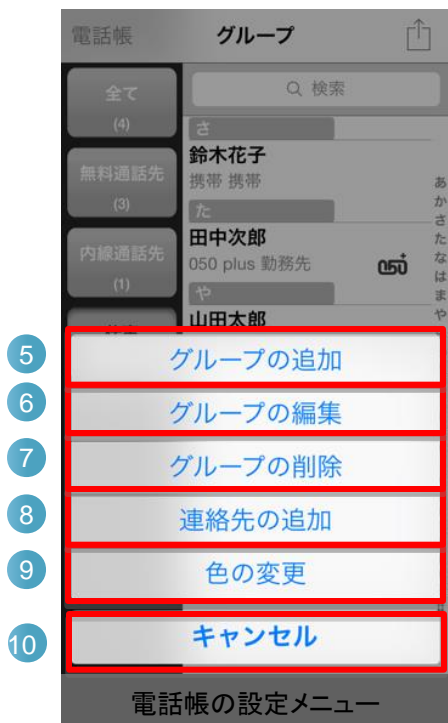 電話帳
グループ
検索
全て
(4)
さ
鈴木花子
携帯 携帯
無料通話先
(3)
た
田中次郎
050 plus 勤務先
050
内線通話先
(1)
や
山田太郎
あ
か
さ
た
な
は
ま
や
5
グループの追加
6
グループの編集
7
グループの削除
8
連絡先の追加
9
色の変更
10
キャンセル
電話帳の設定メニュー